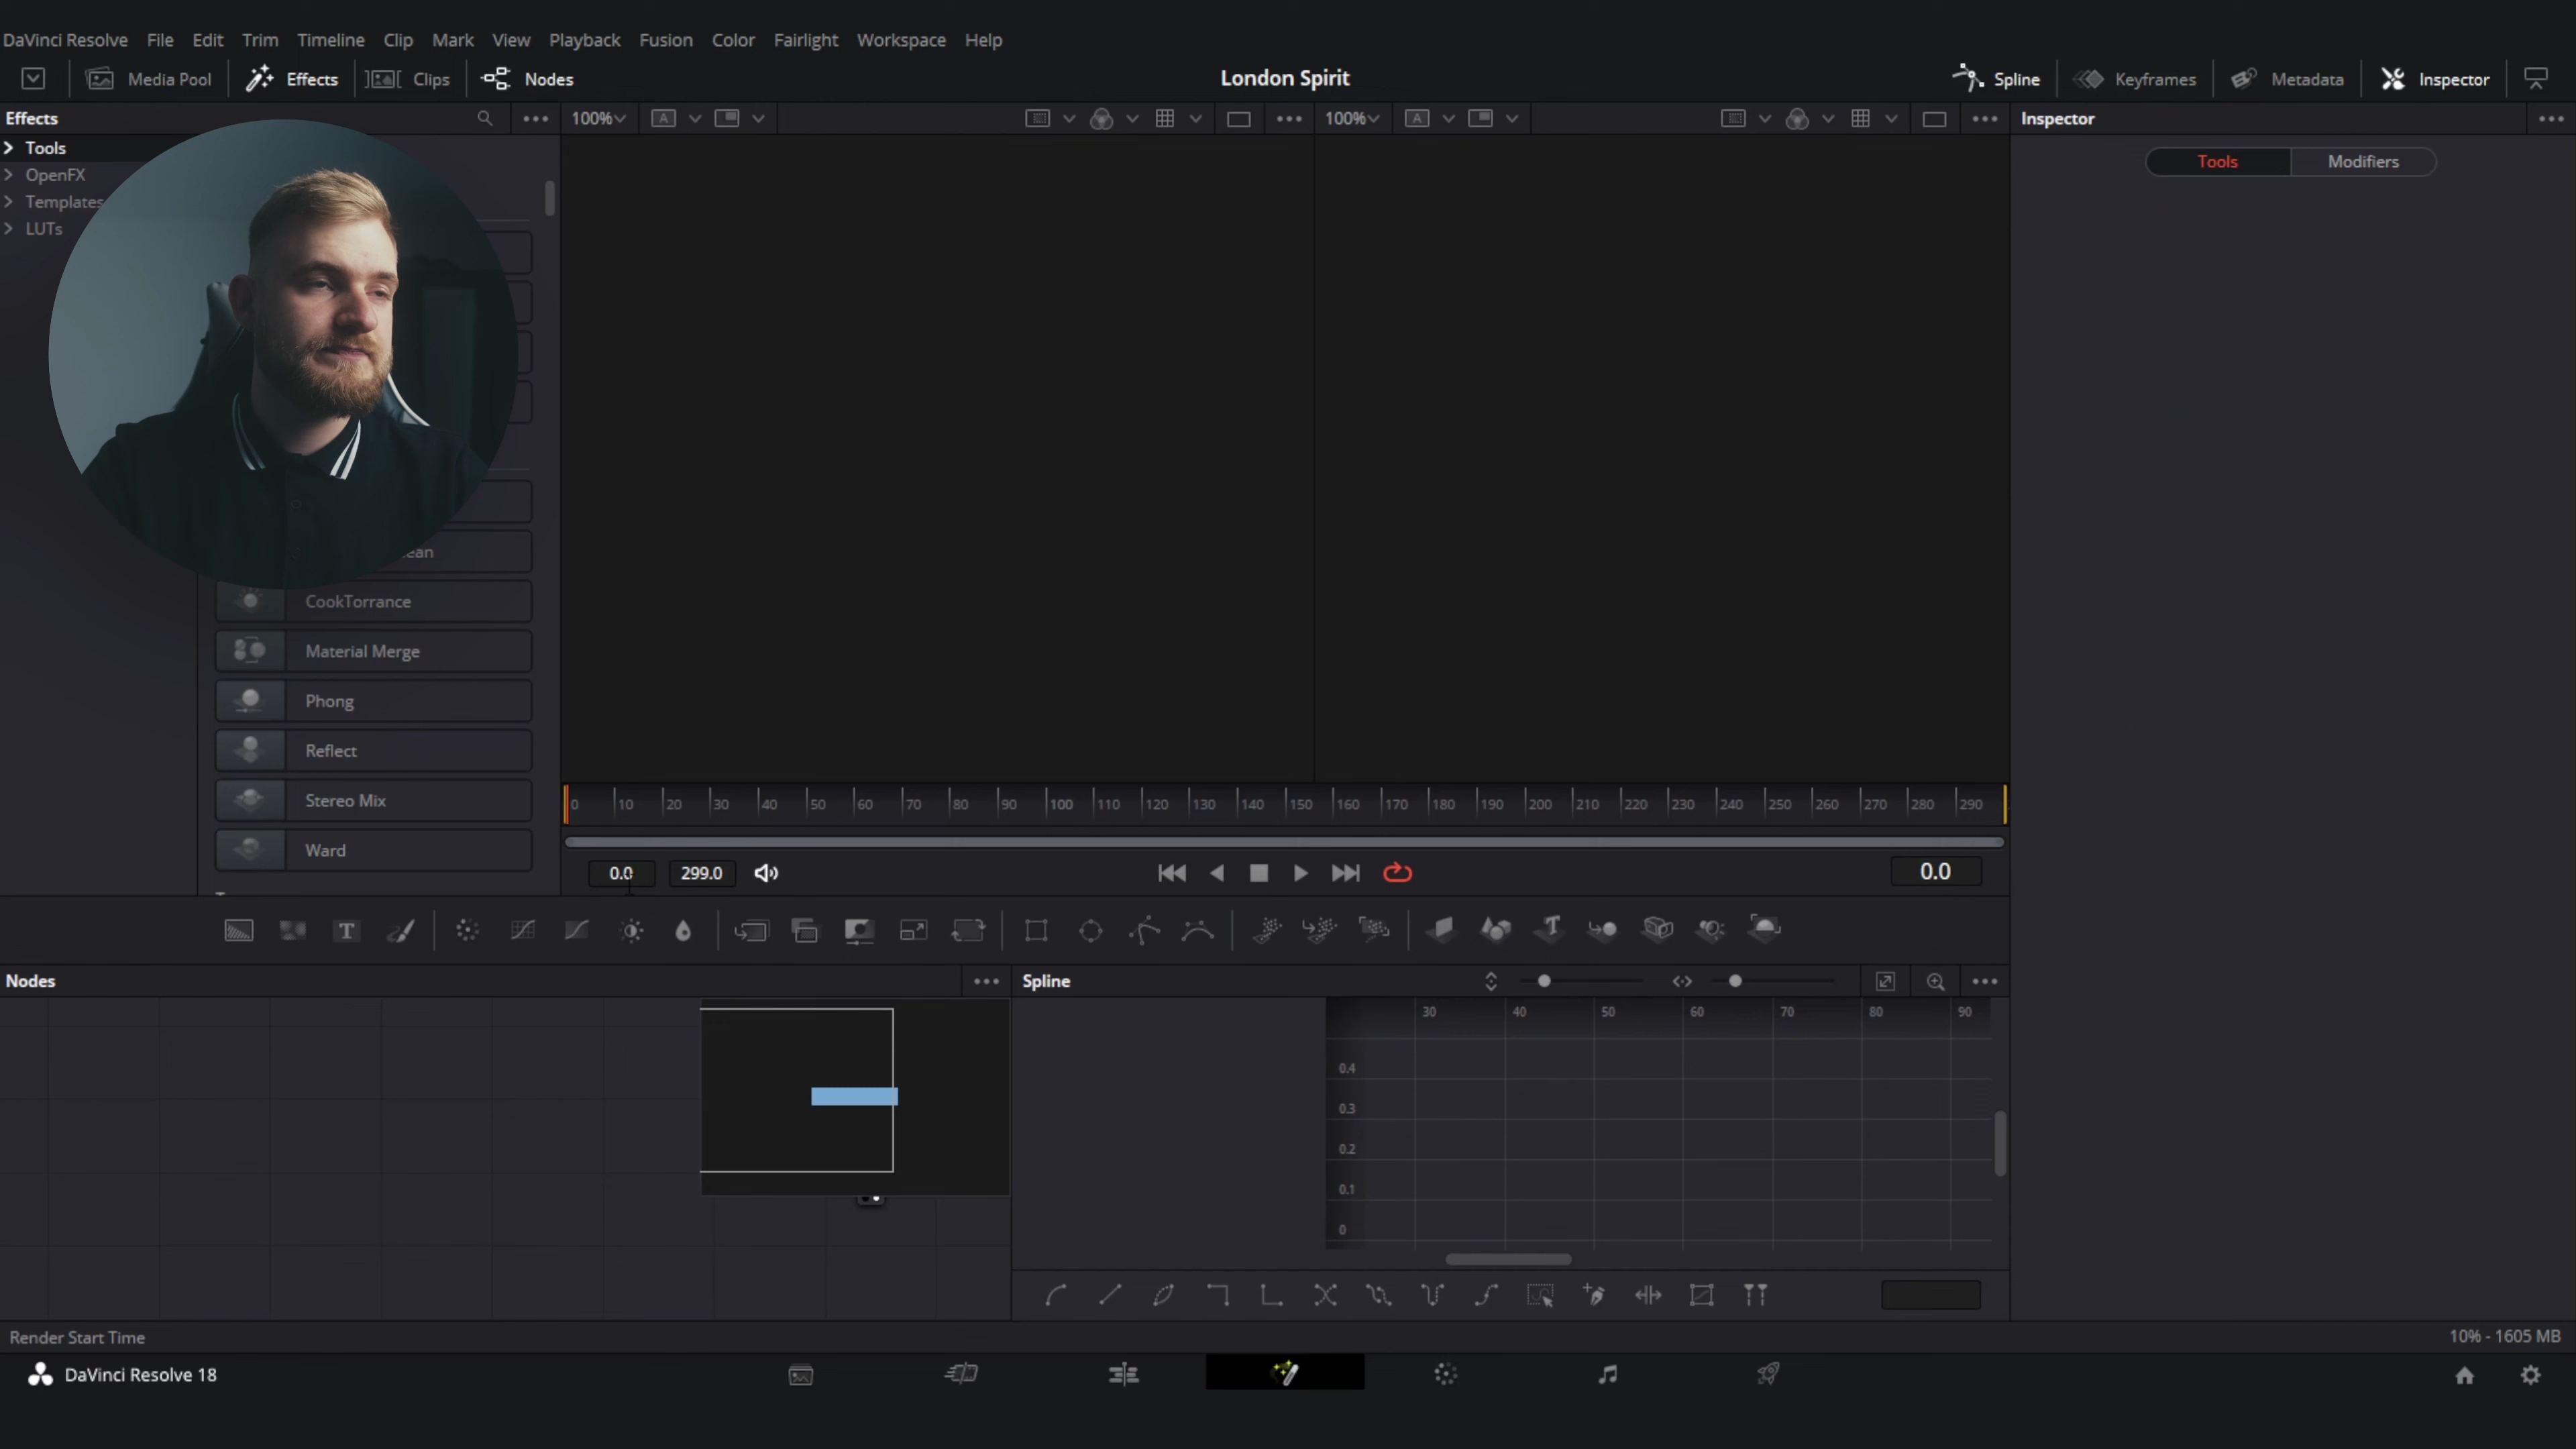 DaVinci Resolve File Edit Trim Timeline Clip Mark View Playback Fusion Color Fairlight Workspace Help
Media Pool Effects Clips Nodes London Spirit Spline Keyframes Metadata Inspector
Effects 100% A 100% A Inspector
Tools
OpenFX
Templates
LUTs
Tools Modifiers
CookTorrance
Material Merge
Phong
Reflect
Stereo Mix
Ward
0 10 20 30 40 50 60 70 80 90 100 110 120 130 140 150 160 170 180 190 200 210 220 230 240 250 260 270 280 290
0.0 299.0 0.0
T T
Nodes Spline
30 40 50 60 70 80 90
0.4
0.3
0.2
0.1
0
Render Start Time 10% - 1605 MB
DaVinci Resolve 18